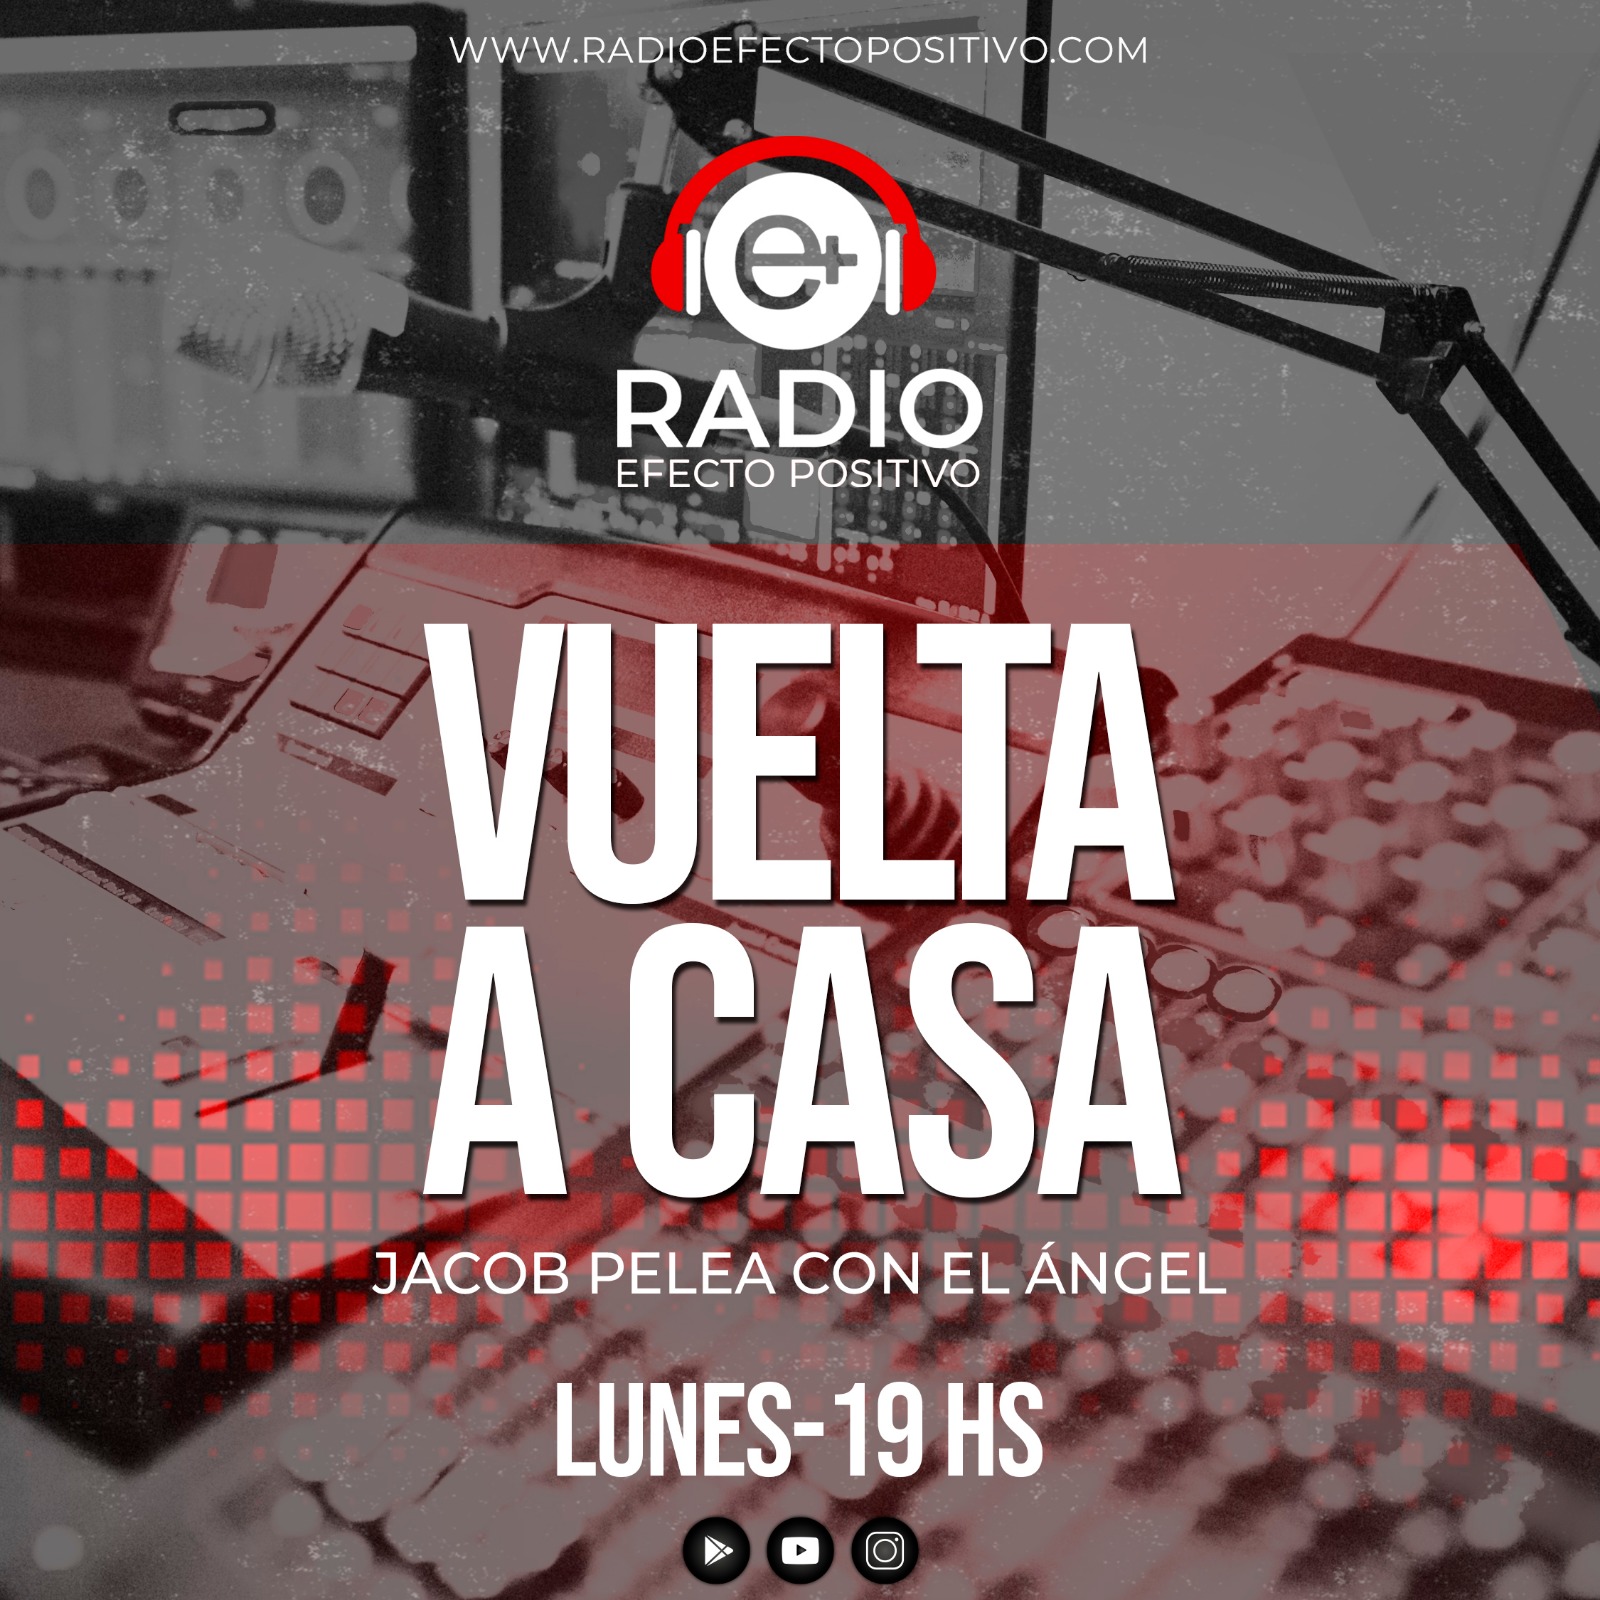 WWW.RADIOEFECTOPOSITIVO.COM
e+
RADIO
EFECTO POSITIVO
VUELTA
A CASA
JACOB PELEA CON EL ÁNGEL
LUNES-19 HS